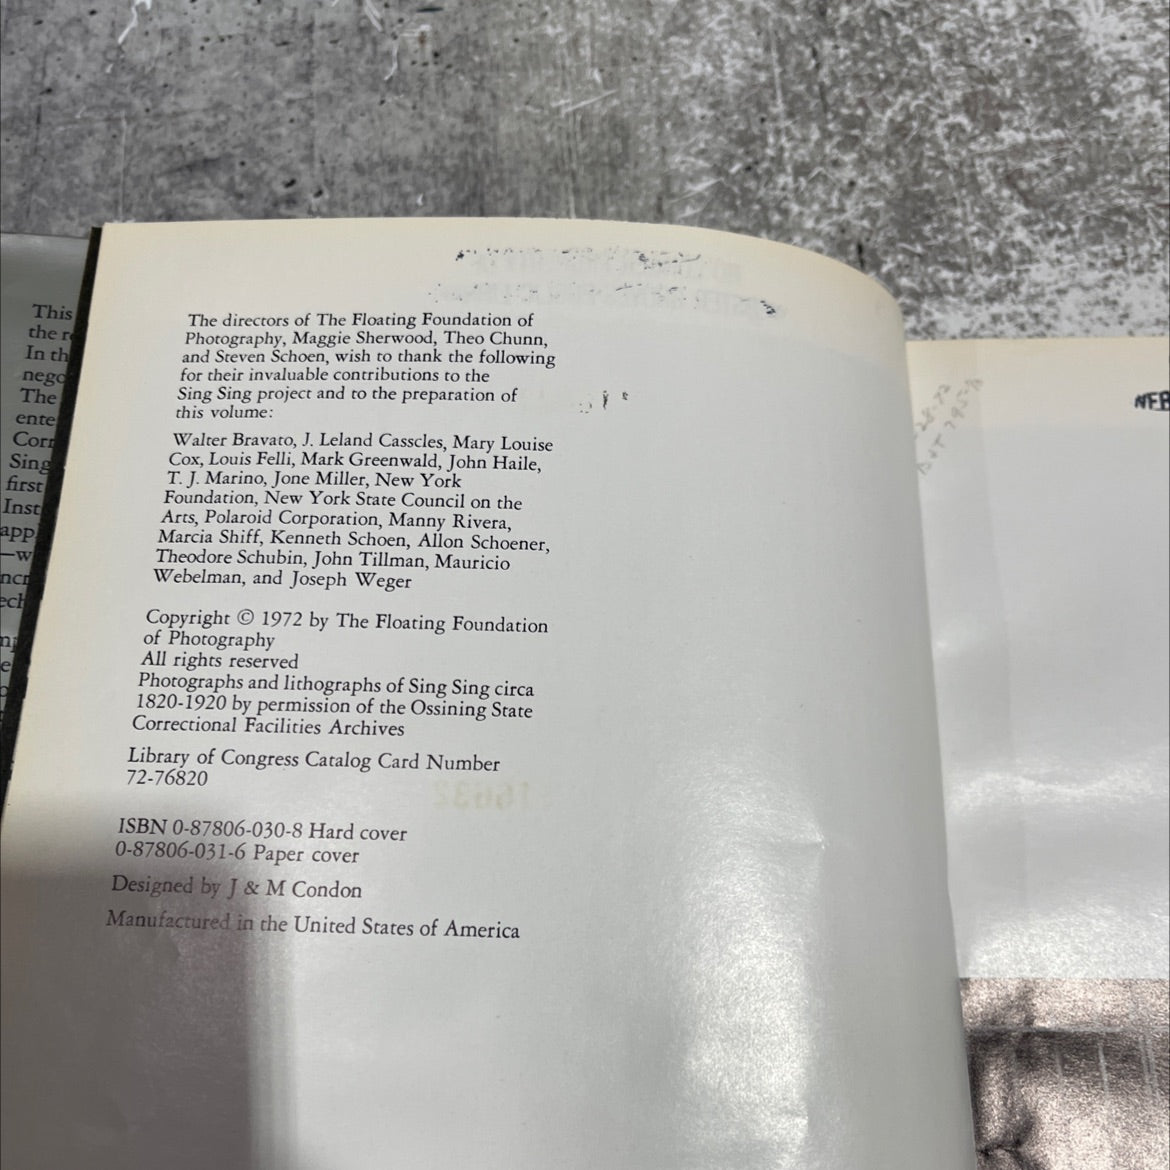 This
the r
In th
nego
The
ente
Corr
Sing
first
Inst
app
—w
ncr
ech
The directors of The Floating Foundation of
Photography, Maggie Sherwood, Theo Chunn,
and Steven Schoen, wish to thank the following
for their invaluable contributions to the
Sing Sing project and to the preparation of
this volume:
Walter Bravato, J. Leland Casscles, Mary Louise
Cox, Louis Felli, Mark Greenwald, John Haile,
T. J. Marino, Jone Miller, New York
Foundation, New York State Council on the
Arts, Polaroid Corporation, Manny Rivera,
Marcia Shiff, Kenneth Schoen, Allon Schoener,
Theodore Schubin, John Tillman, Mauricio
Webelman, and Joseph Weger
Copyright © 1972 by The Floating Foundation
of Photography
All rights reserved
Photographs and lithographs of Sing Sing circa
1820-1920 by permission of the Ossining State
Correctional Facilities Archives
Library of Congress Catalog Card Number
72-76820
ISBN 0-87806-030-8 Hard cover
0-87806-031-6 Paper cover
Designed by J & M Condon
Manufactured in the United States of America